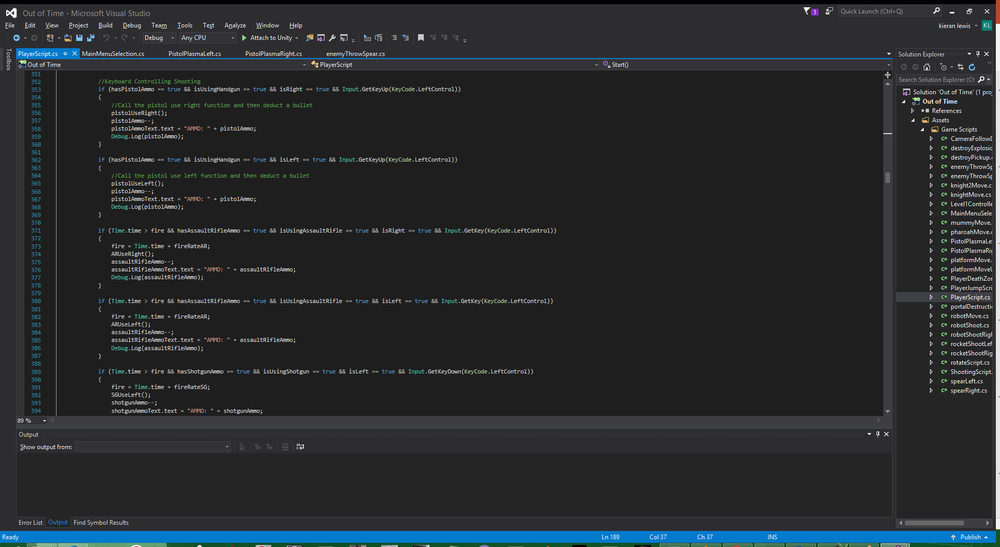 Out of Time - Microsoft Visual Studio
1
Quick Launch (Ctrl+Q)
File Edit View Project Build Debug Team Tools Test Analyze Window Help
kieran lewis KL
Debug Any CPU Attach to Unity
Toolbox
PlayerScript.cs MainMenuSelection.cs PistolPlasmaLeft.cs PistolPlasmaRight.cs enemyThrowSpear.cs
Out of Time PlayerScript Start()
351
352 //Keyboard Controlling Shooting
353 if (hasPistolAmmo == true && isUsingHandgun == true && isRight == true && Input.GetKeyUp(KeyCode.LeftControl))
354 {
355 //Call the pistol use right function and then deduct a bullet
356 pistolUseRight();
357 pistolAmmo--;
358 pistolAmmoText.text = "AMMO: " + pistolAmmo;
359 Debug.Log(pistolAmmo);
360 }
361
362 if (hasPistolAmmo == true && isUsingHandgun == true && isLeft == true && Input.GetKeyUp(KeyCode.LeftControl))
363 {
364 //Call the pistol use left function and then deduct a bullet
365 pistolUseLeft();
366 pistolAmmo--;
367 pistolAmmoText.text = "AMMO: " + pistolAmmo;
368 Debug.Log(pistolAmmo);
369 }
370
371 if (Time.time > fire && hasAssaultRifleAmmo == true && isUsingAssaultRifle == true && isRight == true && Input.GetKey(KeyCode.LeftControl))
372 {
373 fire = Time.time + fireRateAR;
374 ARUseRight();
375 assaultRifleAmmo--;
376 assaultRifleAmmoText.text = "AMMO: " + assaultRifleAmmo;
377 Debug.Log(assaultRifleAmmo);
378 }
379
380 if (Time.time > fire && hasAssaultRifleAmmo == true && isUsingAssaultRifle == true && isLeft == true && Input.GetKey(KeyCode.LeftControl))
381 {
382 fire = Time.time + fireRateAR;
383 ARUseLeft();
384 assaultRifleAmmo--;
385 assaultRifleAmmoText.text = "AMMO: " + assaultRifleAmmo;
386 Debug.Log(assaultRifleAmmo);
387 }
388
389 if (Time.time > fire && hasShotgunAmmo == true && isUsingShotgun == true && isLeft == true && Input.GetKeyDown(KeyCode.LeftControl))
390 {
391 fire = Time.time + fireRateSG;
392 SGUseLeft();
393 shotgunAmmo--;
394 shotgunAmmoText.text = "AMMO: " + shotgunAmmo;
89 %
Output
Show output from:
Error List Output Find Symbol Results
Solution Explorer
Search Solution Explorer (Ct
Solution 'Out of Time' (1 proj
Out of Time
References
Assets
Game Scripts
C# CameraFollowD
C# destroyExplosio
C# destroyPickup.
C# enemyThrowSp
C# enemyThrowSp
C# knight2Move.c
C# knightMove.cs
C# Level1Controlle
C# MainMenuSele
C# mummyMove.
C# pharoahMove.c
C# PistolPlasmaLe
C# PistolPlasmaRig
C# platformMove.
C# platformMoveU
C# PlayerDeathZor
C# PlayerJumpScri
C# PlayerScript.cs
C# portalDestructi
C# robotMove.cs
C# robotShoot.cs
C# robotShootRigh
C# rocketShootLef
C# rocketShootRig
C# rotateScript.cs
C# ShootingScript.
C# spearLeft.cs
C# spearRight.cs
Ready Ln 189 Col 37 Ch 37 INS Publish